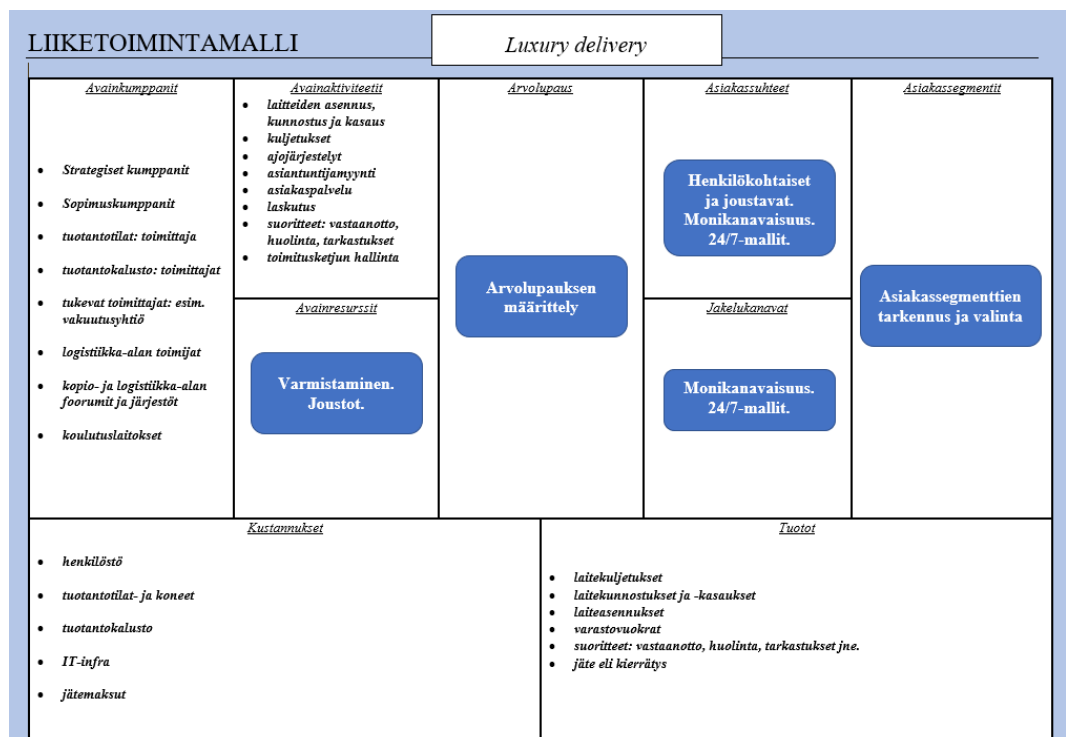 LIIKETOIMINTAMALLI
Luxury delivery
Avainkumppanit
Strategiset kumppanit
Sopimuskumppanit
tuotantotilat: toimittaja
tuotantokalusto: toimittajat
tukevat toimittajat: esim.
vakuutusyhtiö
logistiikka-alan toimijat
kopio- ja logistiikka-alan
foorumit ja järjestöt
koulutuslaitokset
Avainaktiviteetit
laitteiden asennus,
kunnostus ja kasaus
kuljetukset
ajojärjestelyt
asiantuntijamyynti
asiakaspalvelu
laskutus
suoritteet: vastaanotto,
huolinta, tarkastukset
toimitusketjun hallinta
Avainresurssit
Varmistaminen.
Joustot.
Arvolupaus
Arvolupauksen
määrittely
Asiakassuhteet
Henkilökohtaiset
ja joustavat.
Monikanavaisuus.
24/7-mallit.
Jakelukanavat
Monikanavaisuus.
24/7-mallit.
Asiakassegmentit
Asiakassegmenttien
tarkennus ja valinta
Kustannukset
henkilöstö
tuotantotilat- ja koneet
tuotantokalusto
IT-infra
jätemaksut
Tuotot
laitekuljetukset
laitekunnostukset ja -kasaukset
laiteasennukset
varastovuokrat
suoritteet: vastaanotto, huolinta, tarkastukset jne.
jäte eli kierrätys